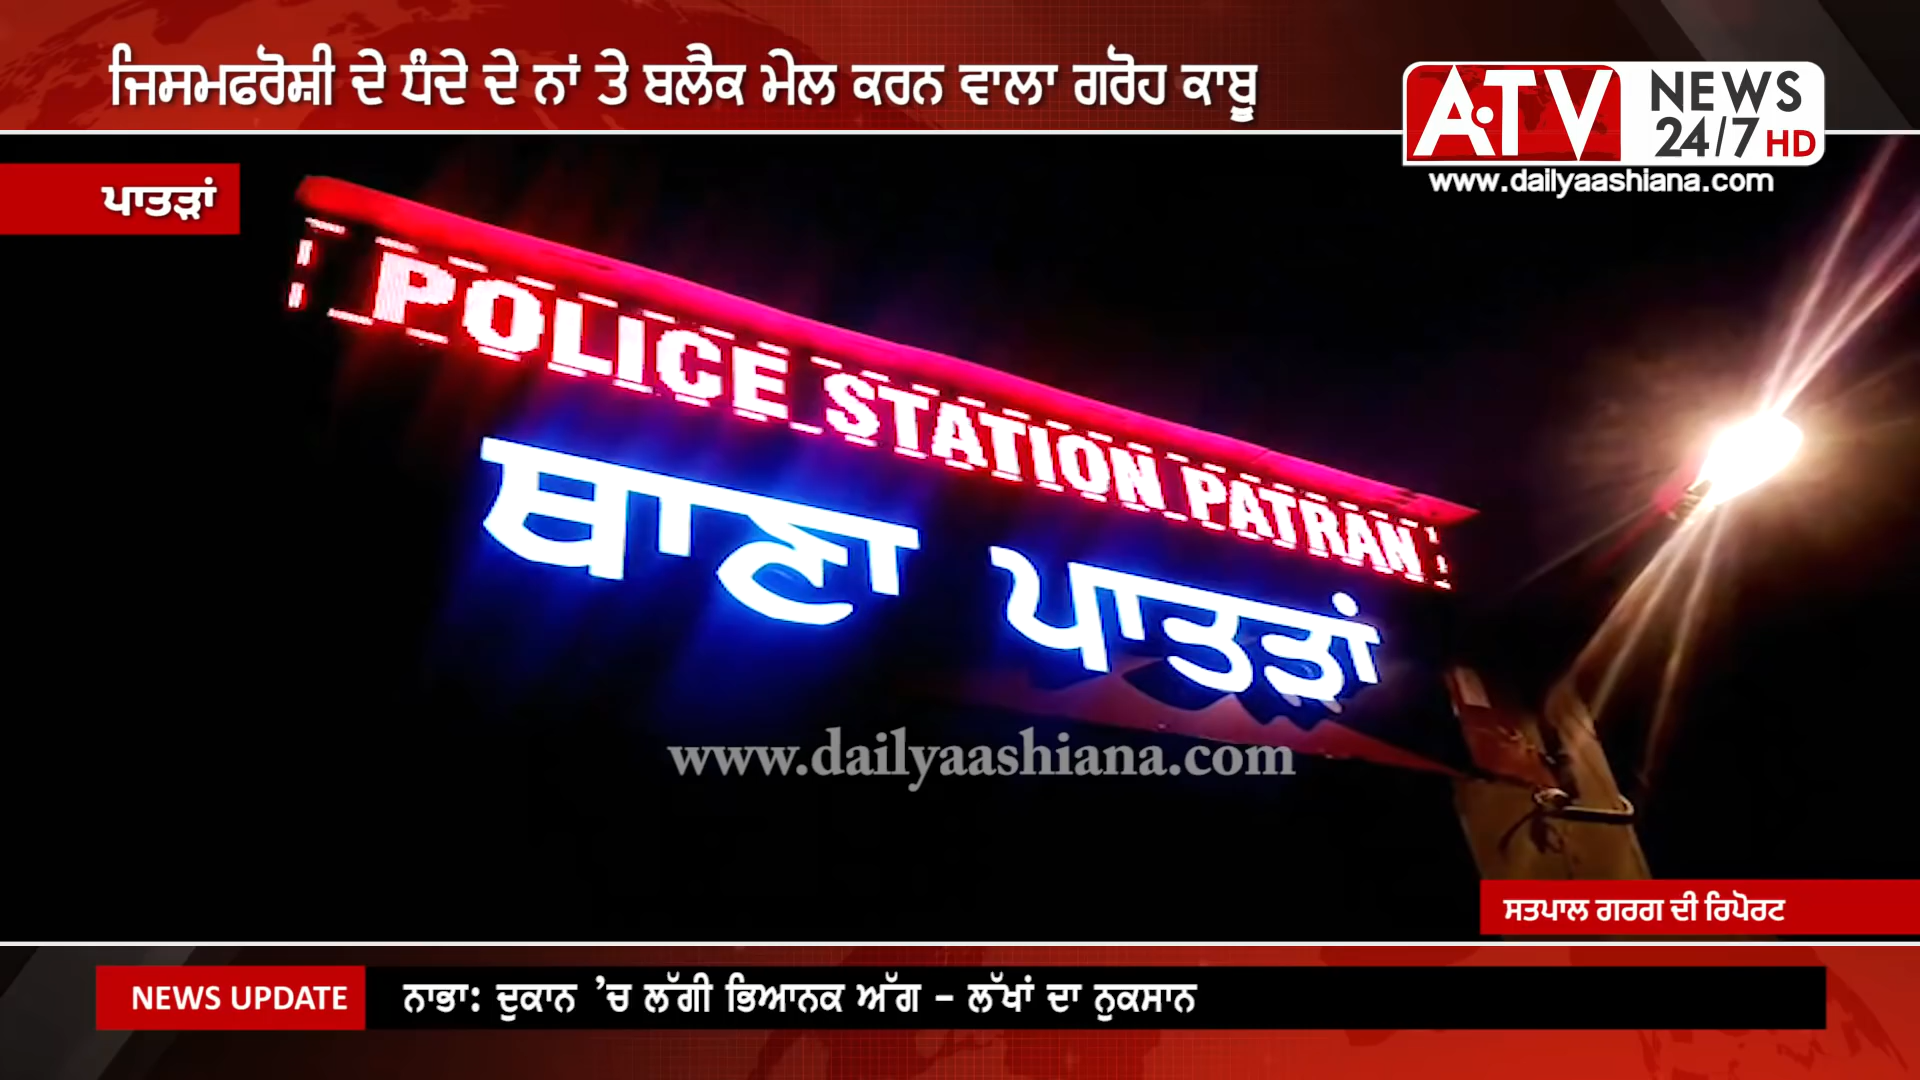 ਜਿਸਮਫਰੋਸ਼ੀ ਦੇ ਧੰਦੇ ਦੇ ਨਾਂ ਤੇ ਬਲੈਕ ਮੇਲ ਕਰਨ ਵਾਲਾ ਗਰੋਹ ਕਾਬੂ
ATV NEWS
24/7 HD
www.dailyaashiana.com
ਪਾਤੜਾਂ
POLICE STATION PATRAN
ਥਾਣਾ ਪਾਤੜਾਂ
www.dailyaashiana.com
ਸਤਪਾਲ ਗਰਗ ਦੀ ਰਿਪੋਰਟ
NEWS UPDATE ਨਾਭਾ: ਦੁਕਾਨ 'ਚ ਲੱਗੀ ਭਿਆਨਕ ਅੱਗ – ਲੱਖਾਂ ਦਾ ਨੁਕਸਾਨ